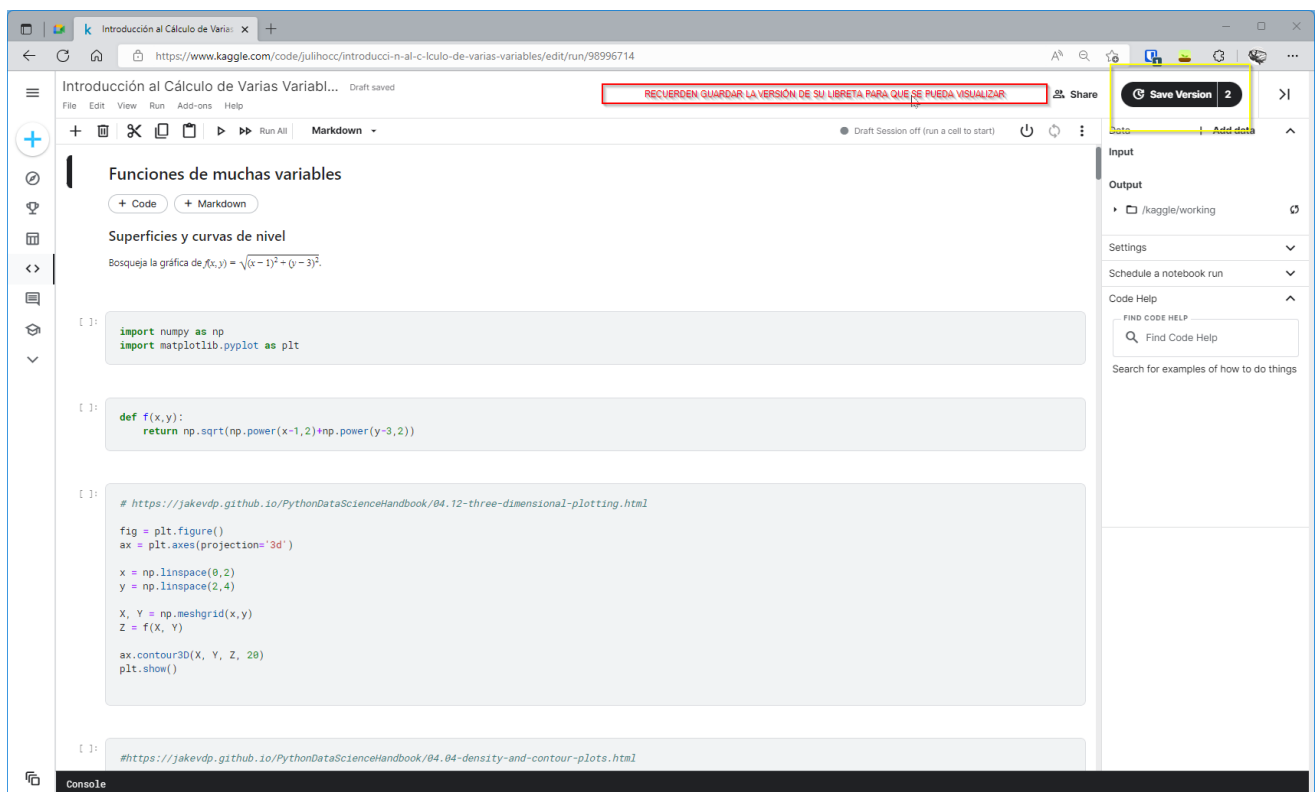 Introducción al Cálculo de Varias
https://www.kaggle.com/code/julihocc/introducci-n-al-c-lculo-de-varias-variables/edit/run/98996714
Introducción al Cálculo de Varias Variabl... Draft saved
RECUERDEN GUARDAR LA VERSIÓN DE SU LIBRETA PARA QUE SE PUEDA VISUALIZAR
Share
Save Version 2
File Edit View Run Add-ons Help
Run All Markdown
Draft Session off (run a cell to start)
Data
+ Add data
Input
Output
/kaggle/working
Settings
Schedule a notebook run
Code Help
FIND CODE HELP
Find Code Help
Search for examples of how to do things
Funciones de muchas variables
+ Code + Markdown
Superficies y curvas de nivel
Bosqueja la gráfica de f(x, y) = √(x − 1)² + (y − 3)².
[ ]:
import numpy as np
import matplotlib.pyplot as plt
[ ]:
def f(x,y):
return np.sqrt(np.power(x-1,2)+np.power(y-3,2))
[ ]:
# https://jakevdp.github.io/PythonDataScienceHandbook/04.12-three-dimensional-plotting.html
fig = plt.figure()
ax = plt.axes(projection='3d')
x = np.linspace(0,2)
y = np.linspace(2,4)
X, Y = np.meshgrid(x,y)
Z = f(X, Y)
ax.contour3D(X, Y, Z, 20)
plt.show()
[ ]:
#https://jakevdp.github.io/PythonDataScienceHandbook/04.04-density-and-contour-plots.html
Console